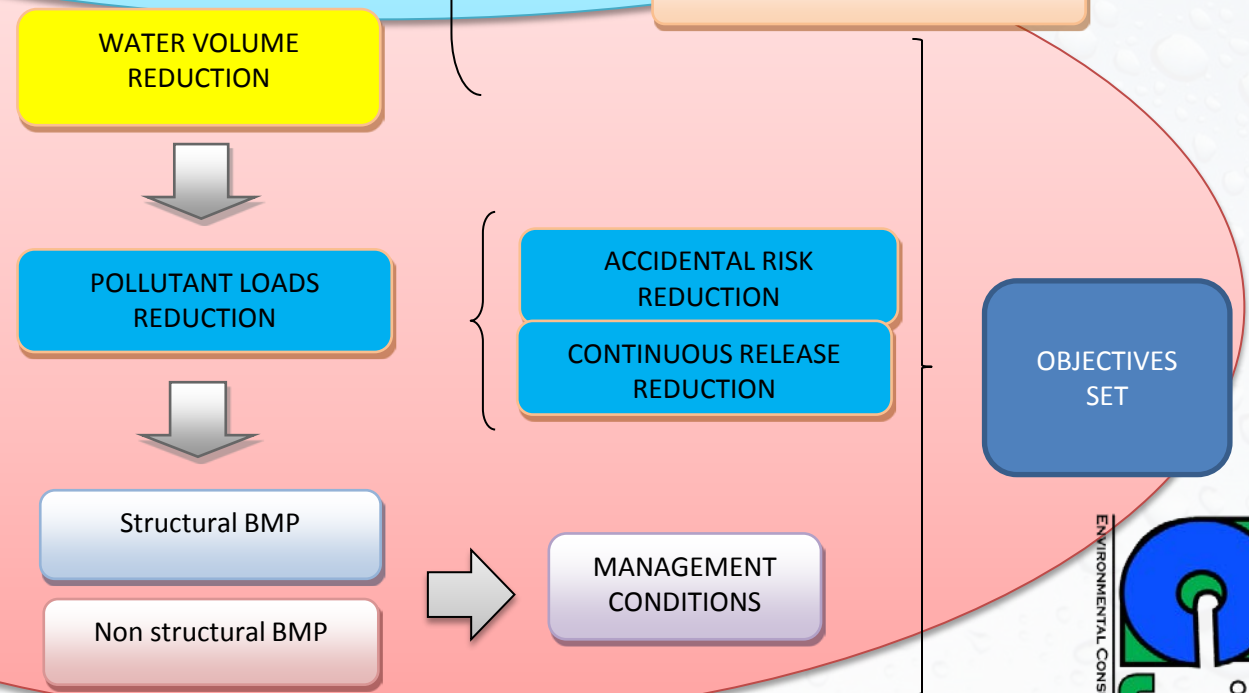 WATER VOLUME
REDUCTION
POLLUTANT LOADS
REDUCTION
ACCIDENTAL RISK
REDUCTION
CONTINUOUS RELEASE
REDUCTION
OBJECTIVES
SET
Structural BMP
Non structural BMP
MANAGEMENT
CONDITIONS
ENVIRONMENTAL